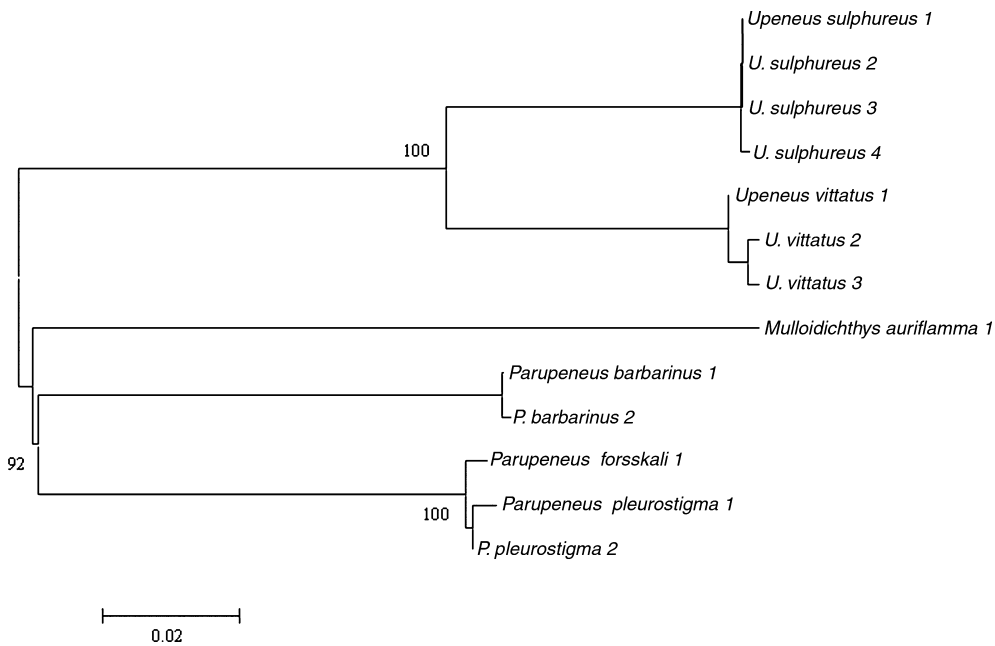 Upeneus sulphureus 1
U. sulphureus 2
U. sulphureus 3
100
U. sulphureus 4
Upeneus vittatus 1
U. vittatus 2
U. vittatus 3
Mulloidichthys auriflamma 1
Parupeneus barbarinus 1
P. barbarinus 2
92
Parupeneus forsskali 1
Parupeneus pleurostigma 1
100
P. pleurostigma 2
0.02